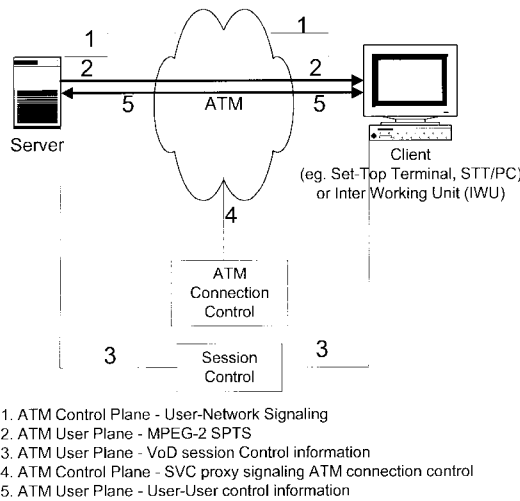 1
1
2
2
5
ATM
5
Server
Client
(eg. Set-Top Terminal, STT/PC)
or Inter Working Unit (IWU)
4
ATM
Connection
Control
3
Session
Control
3
1. ATM Control Plane - User-Network Signaling
2. ATM User Plane - MPEG-2 SPTS
3. ATM User Plane - VoD session Control information
4. ATM Control Plane - SVC proxy signaling ATM connection control
5. ATM User Plane - User-User control information